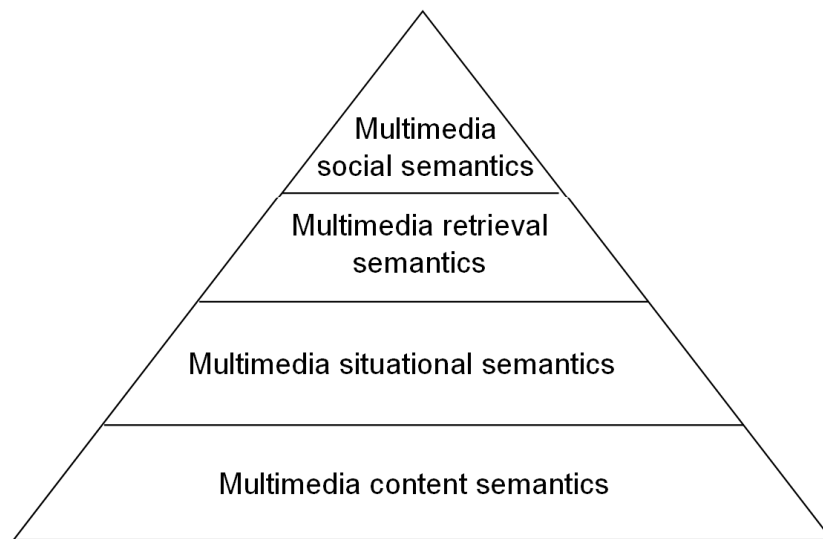 Multimedia
social semantics
Multimedia retrieval
semantics
Multimedia situational semantics
Multimedia content semantics